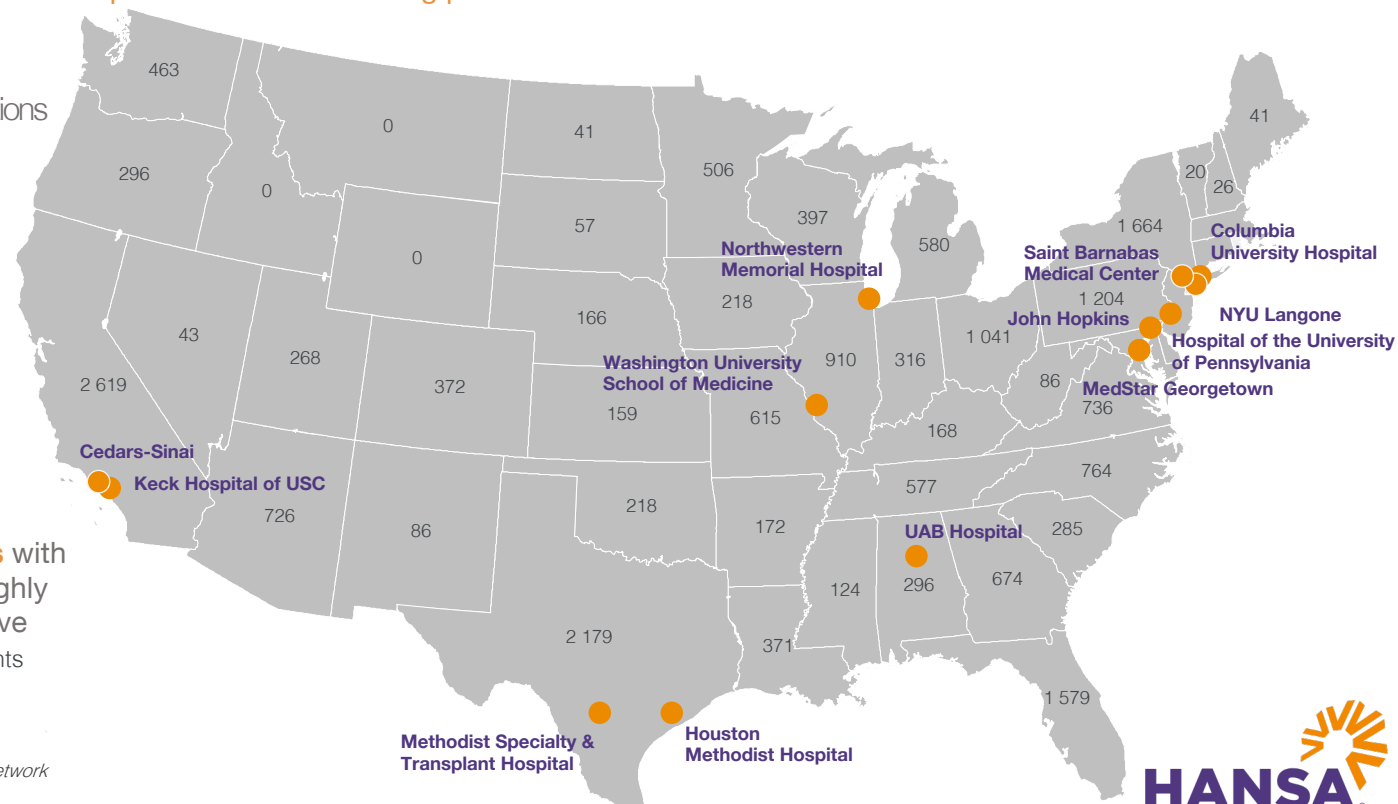 463
tions
0
41
41
506
296
20
26
0
57
397
1 664
580
Columbia
University Hospital
Northwestern
Memorial Hospital
Saint Barnabas
Medical Center
0
218
1 204
166
John Hopkins
NYU Langone
43
1 041
Hospital of the University
of Pennsylvania
268
Washington University
School of Medicine
910
316
2 619
372
86
MedStar Georgetown
159
615
736
168
Cedars-Sinai
764
Keck Hospital of USC
577
726
218
86
172
UAB Hospital
285
with
ghly
ve
nts
124
296
674
2 179
371
1 579
Methodist Specialty &
Transplant Hospital
Houston
Methodist Hospital
etwork
HANSA